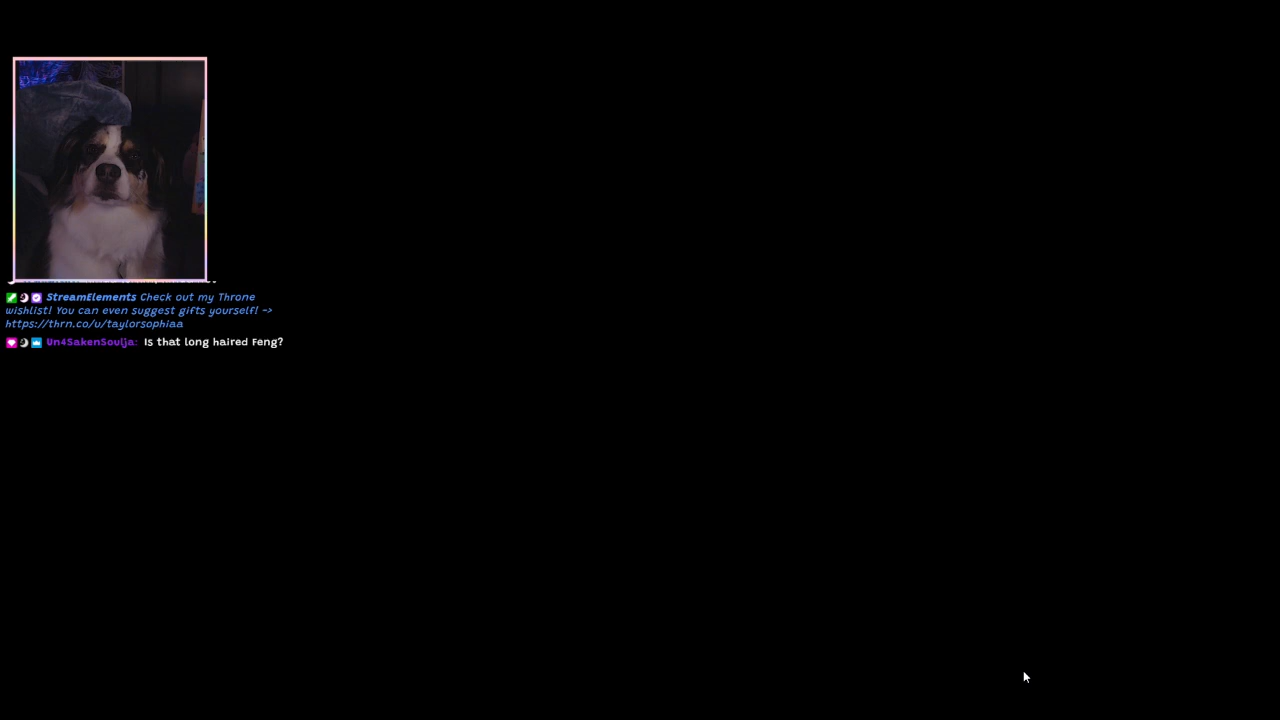 StreamElements Check out my Throne
wishlist! You can even suggest gifts yourself! ->
https://thrn.co/u/taylorsophiaa
Un4SakenSoulja: Is that long haired Feng?